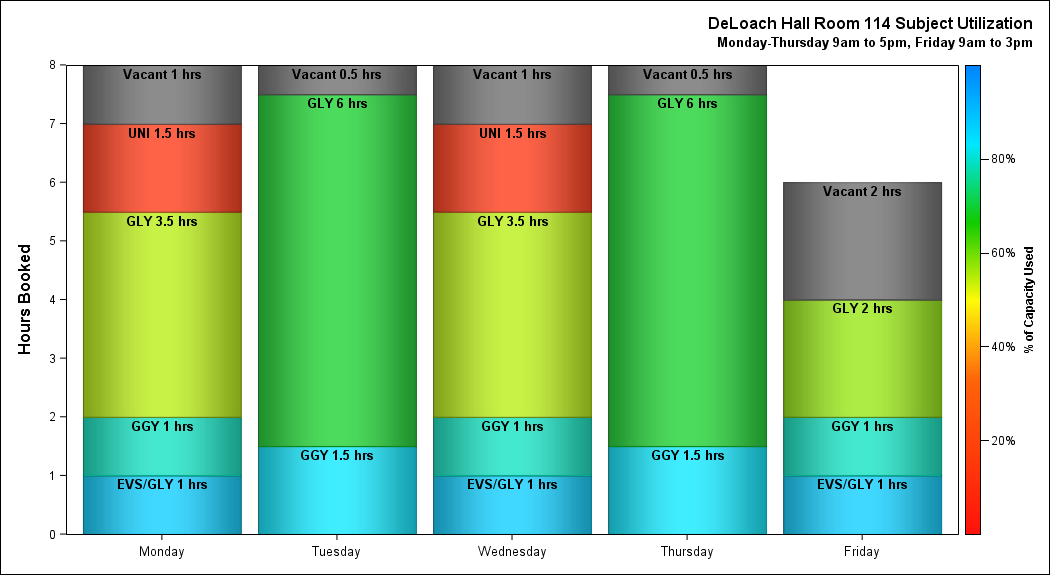 DeLoach Hall Room 114 Subject Utilization
Monday-Thursday 9am to 5pm, Friday 9am to 3pm
Hours Booked
8
7
6
5
4
3
2
1
0
Vacant 1 hrs
UNI 1.5 hrs
GLY 3.5 hrs
GGY 1 hrs
EVS/GLY 1 hrs
Vacant 0.5 hrs
GLY 6 hrs
GGY 1.5 hrs
Vacant 1 hrs
UNI 1.5 hrs
GLY 3.5 hrs
GGY 1 hrs
EVS/GLY 1 hrs
Vacant 0.5 hrs
GLY 6 hrs
GGY 1.5 hrs
Vacant 2 hrs
GLY 2 hrs
GGY 1 hrs
EVS/GLY 1 hrs
Monday
Tuesday
Wednesday
Thursday
Friday
80%
60%
40%
20%
% of Capacity Used